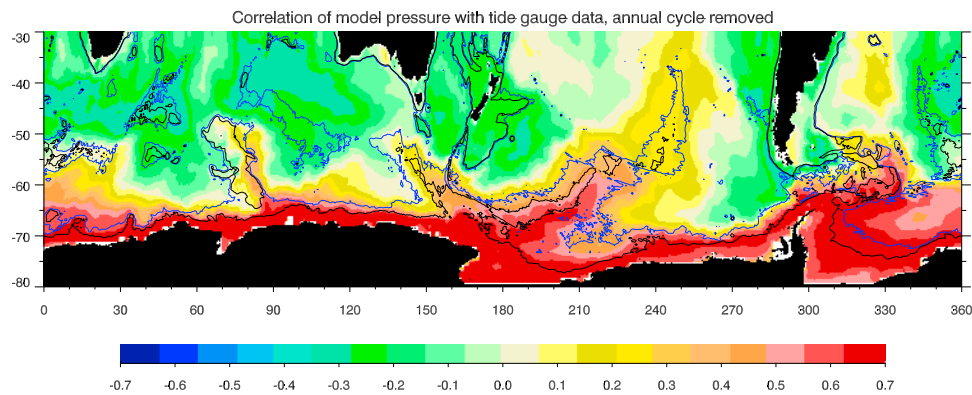 Correlation of model pressure with tide gauge data, annual cycle removed
-30
-40
-50
-60
-70
-80
0 30 60 90 120 150 180 210 240 270 300 330 360
-0.7 -0.6 -0.5 -0.4 -0.3 -0.2 -0.1 0.0 0.1 0.2 0.3 0.4 0.5 0.6 0.7